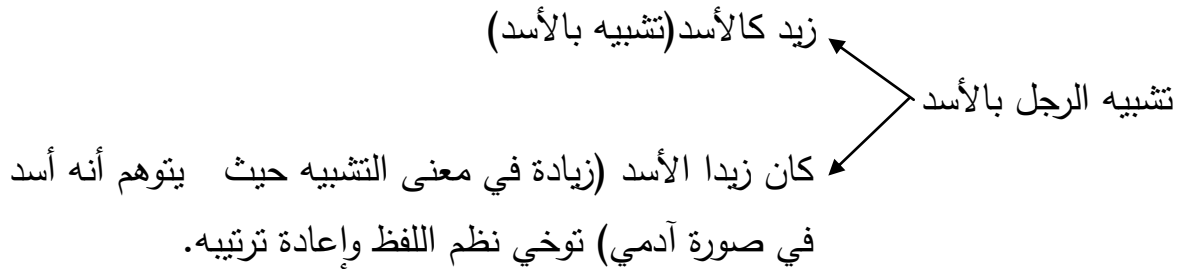 زيد كالأسد(تشبيه بالأسد)
تشبيه الرجل بالأسد
كان زيدا الأسد (زيادة في معنى التشبيه حيث يتوهم أنه أسد
في صورة آدمي) توخي نظم اللفظ وإعادة ترتيبه.